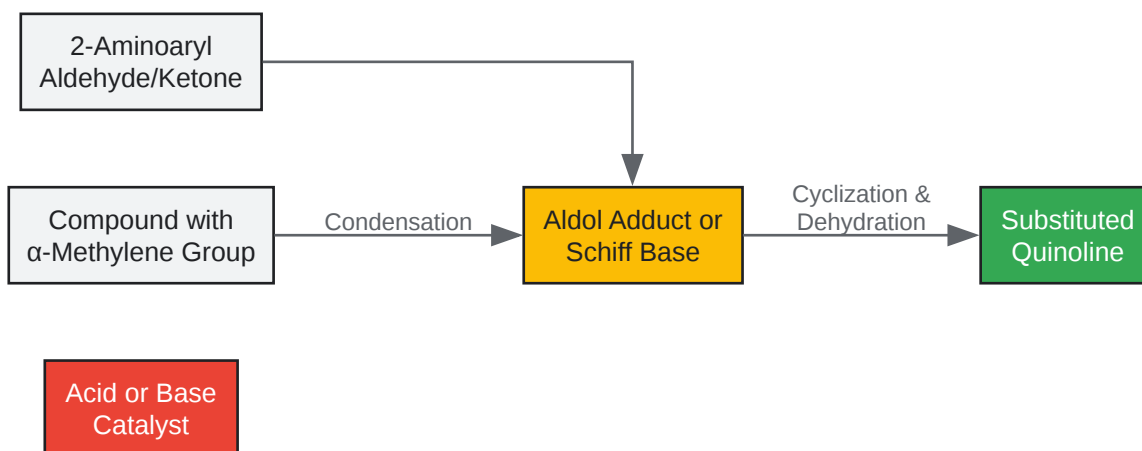 2-Aminoaryl
Aldehyde/Ketone
Compound with
α-Methylene Group
Condensation
Aldol Adduct or
Schiff Base
Cyclization &
Dehydration
Substituted
Quinoline
Acid or Base
Catalyst